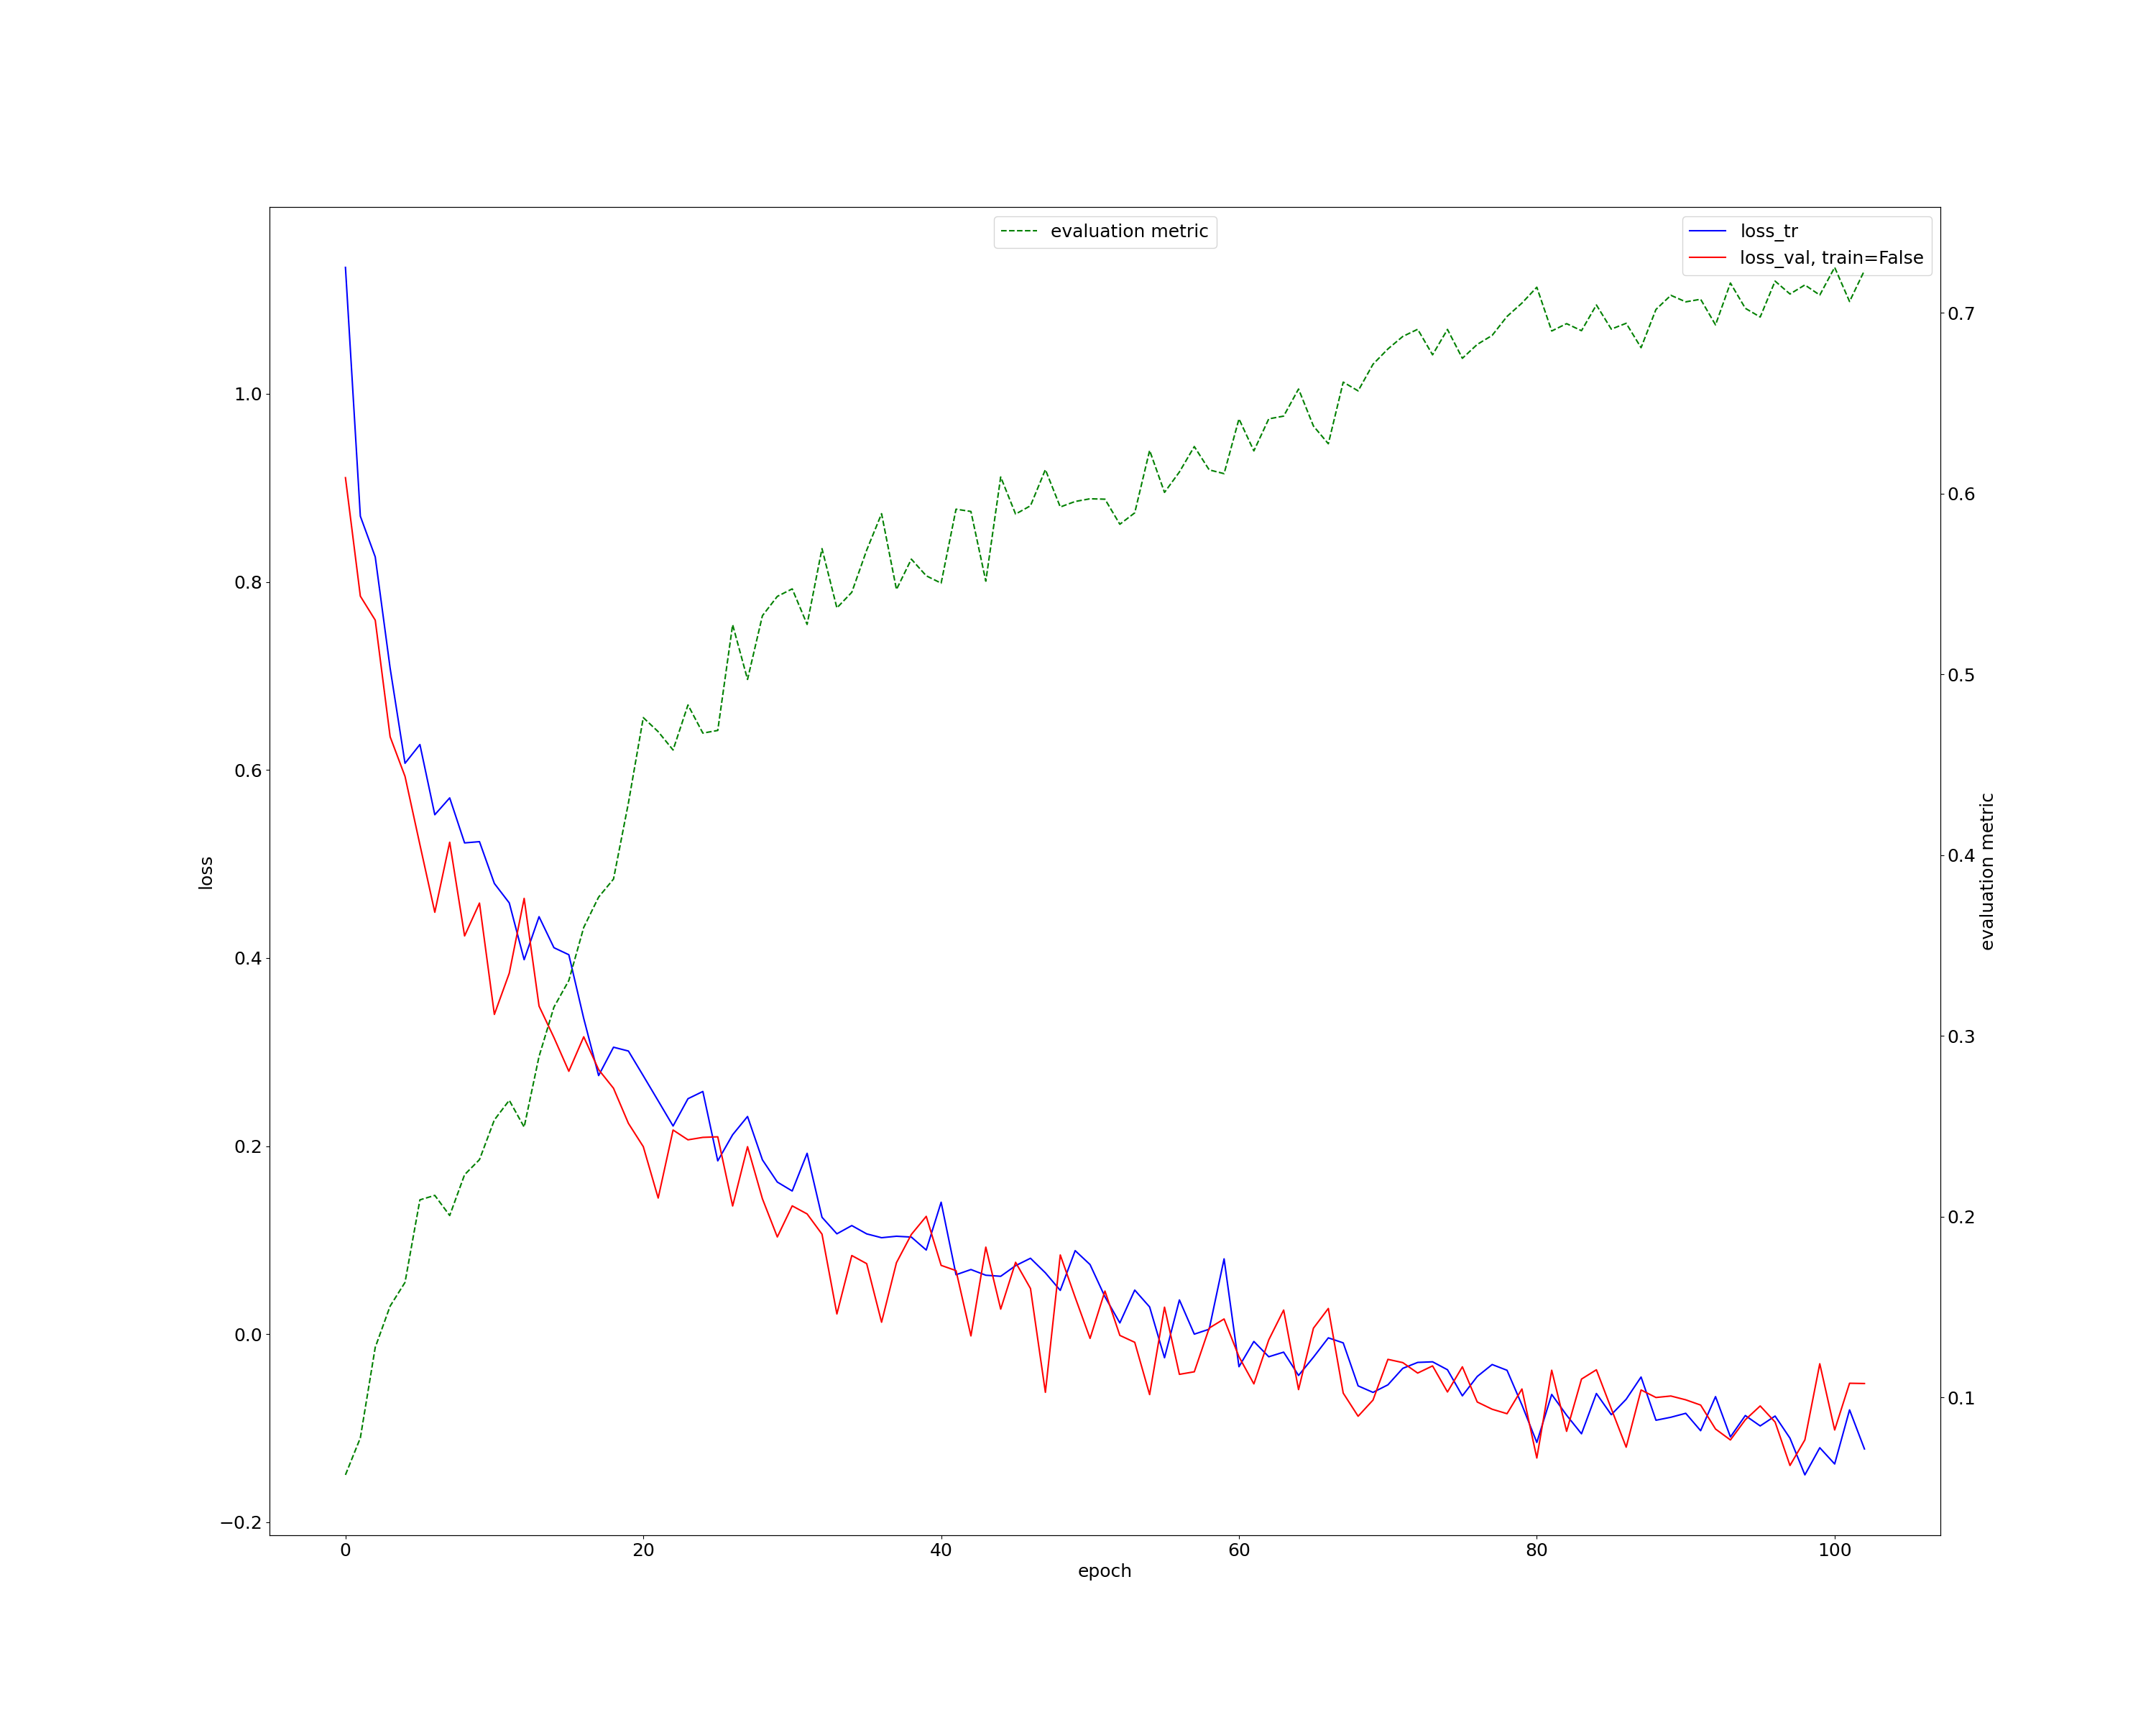 evaluation metric
loss_tr
loss_val, train=False
1.0
0.8
0.6
0.4
0.2
0.0
−0.2
loss
0.7
0.6
0.5
0.4
0.3
0.2
0.1
evaluation metric
0 20 40 60 80 100
epoch